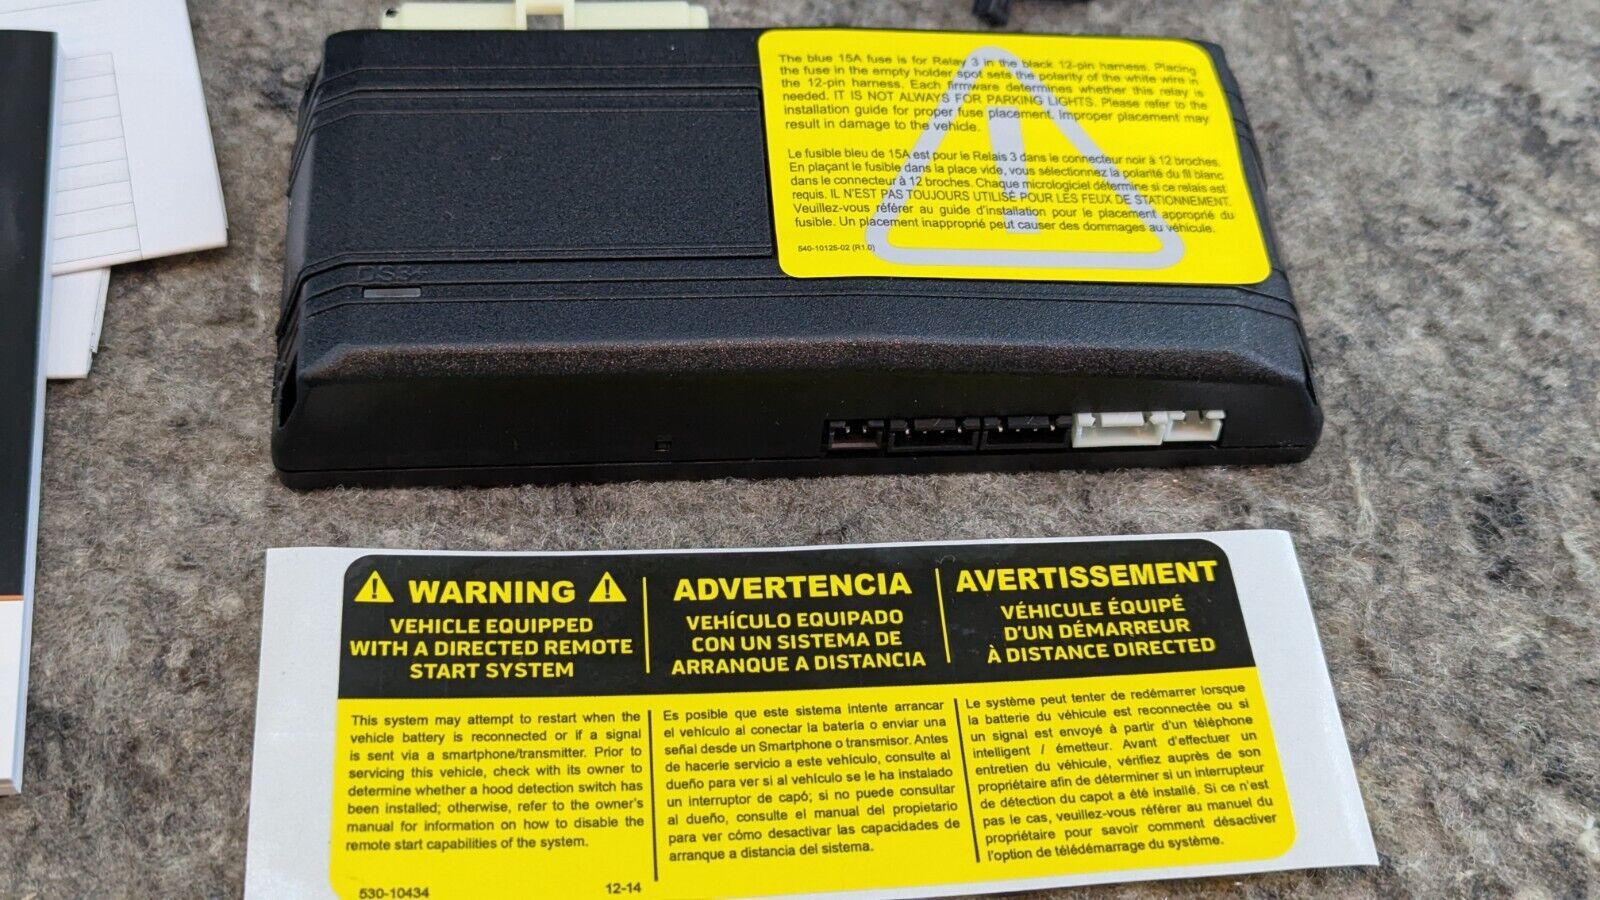 The blue 15A fuse is for Relay 3 in the black 12-pin harness. Placing
the fuse in the empty holder spot sets the polarity of the white wire in
the 12-pin harness. Each firmware determines whether this relay is
needed. IT IS NOT ALWAYS FOR PARKING LIGHTS. Please refer to the
installation guide for proper fuse placement. Improper placement may
result in damage to the vehicle.
Le fusible bleu de 15A est pour le Relais 3 dans le connecteur noir à 12 broches.
En plaçant le fusible dans la place vide, vous sélectionnez la polarité du fil blanc
dans le connecteur à 12 broches. Chaque micrologiciel détermine si ce relais est
requis. IL N'EST PAS TOUJOURS UTILISÉ POUR LES FEUX DE STATIONNEMENT.
Veuillez-vous référer au guide d'installation pour le placement approprié du
fusible. Un placement inapproprié peut causer des dommages au véhicule.
540-10125-02 (R1.0)
DS3+
WARNING
VEHICLE EQUIPPED
WITH A DIRECTED REMOTE
START SYSTEM
This system may attempt to restart when the
vehicle battery is reconnected or if a signal
is sent via a smartphone/transmitter. Prior to
servicing this vehicle, check with its owner to
determine whether a hood detection switch has
been installed; otherwise, refer to the owner's
manual for information on how to disable the
remote start capabilities of the system.
530-10434 12-14
ADVERTENCIA
VEHÍCULO EQUIPADO
CON UN SISTEMA DE
ARRANQUE A DISTANCIA
Es posible que este sistema intente arrancar
el vehículo al conectar la batería o enviar una
señal desde un Smartphone o transmisor. Antes
de hacerle servicio a este vehículo, consulte al
dueño para ver si al vehículo se le ha instalado
un interruptor de capó; si no puede consultar
al dueño, consulte el manual del propietario
para ver cómo desactivar las capacidades de
arranque a distancia del sistema.
AVERTISSEMENT
VÉHICULE ÉQUIPÉ
D'UN DÉMARREUR
À DISTANCE DIRECTED
Le système peut tenter de redémarrer lorsque
la batterie du véhicule est reconnectée ou si
un signal est envoyé à partir d'un téléphone
intelligent / émetteur. Avant d'effectuer un
entretien du véhicule, vérifiez auprès de son
propriétaire afin de déterminer si un interrupteur
de détection du capot a été installé. Si ce n'est
pas le cas, veuillez-vous référer au manuel du
propriétaire pour savoir comment désactiver
l'option de télédémarrage du système.